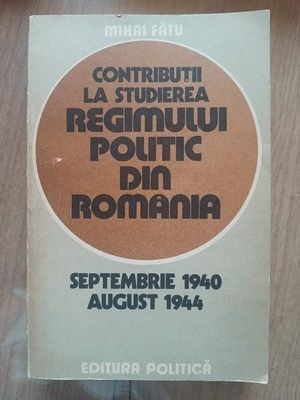 MIHAI FĂTU
CONTRIBUȚII
LA STUDIEREA
REGIMULUI
POLITIC
DIN
ROMÂNIA
SEPTEMBRIE 1940
AUGUST 1944
EDITURA POLITICĂ